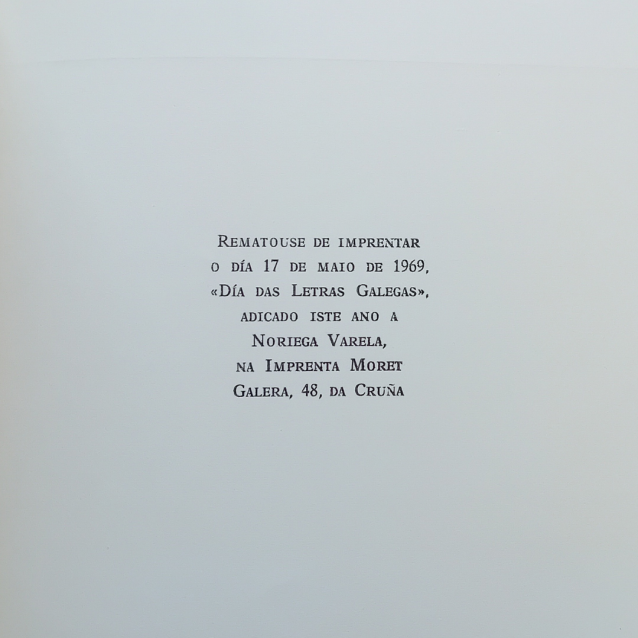 Rematouse de imprentar
o día 17 de maio de 1969,
«Día das Letras Galegas»,
adicado iste ano a
Noriega Varela,
na Imprenta Moret
Galera, 48, da Cruña